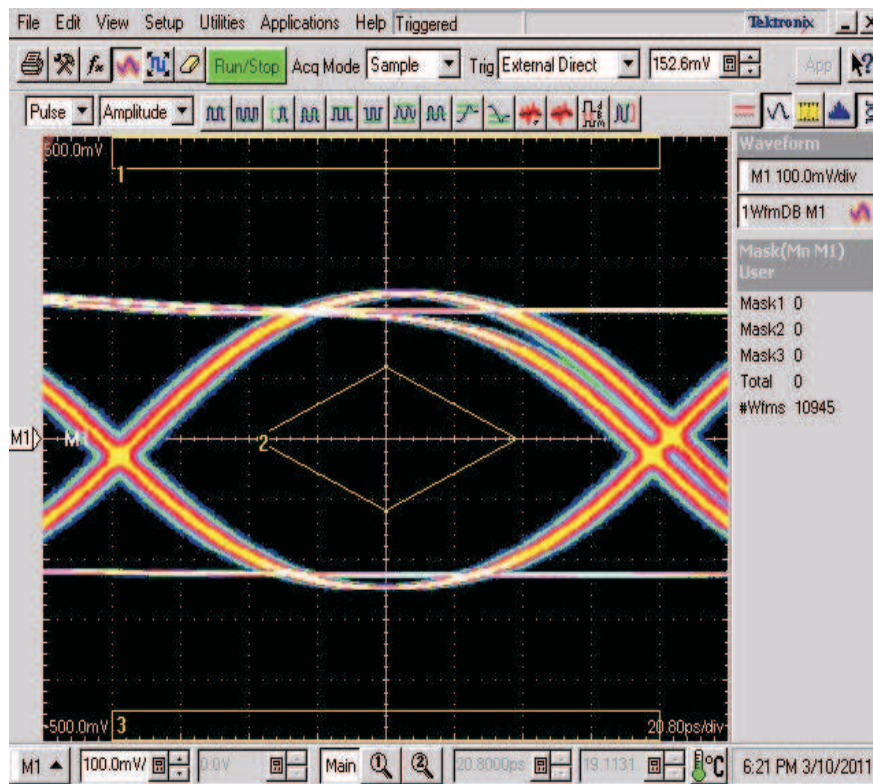 File Edit View Setup Utilities Applications Help Triggered Tektronix
Run/Stop Acq Mode Sample Trig External Direct 152.6mV App
Pulse Amplitude
500.0mV
1
Waveform
M1 100.0mV/div
1WfmDB M1
Mask(Mn M1)
User
Mask1 0
Mask2 0
Mask3 0
Total 0
#Wfms 10945
M1 M1
2
-500.0mV 3 20.80ps/div
M1 100.0mV/ 0.0V Main 1 2 20.8000ps 19.1131 °C 6:21 PM 3/10/2011